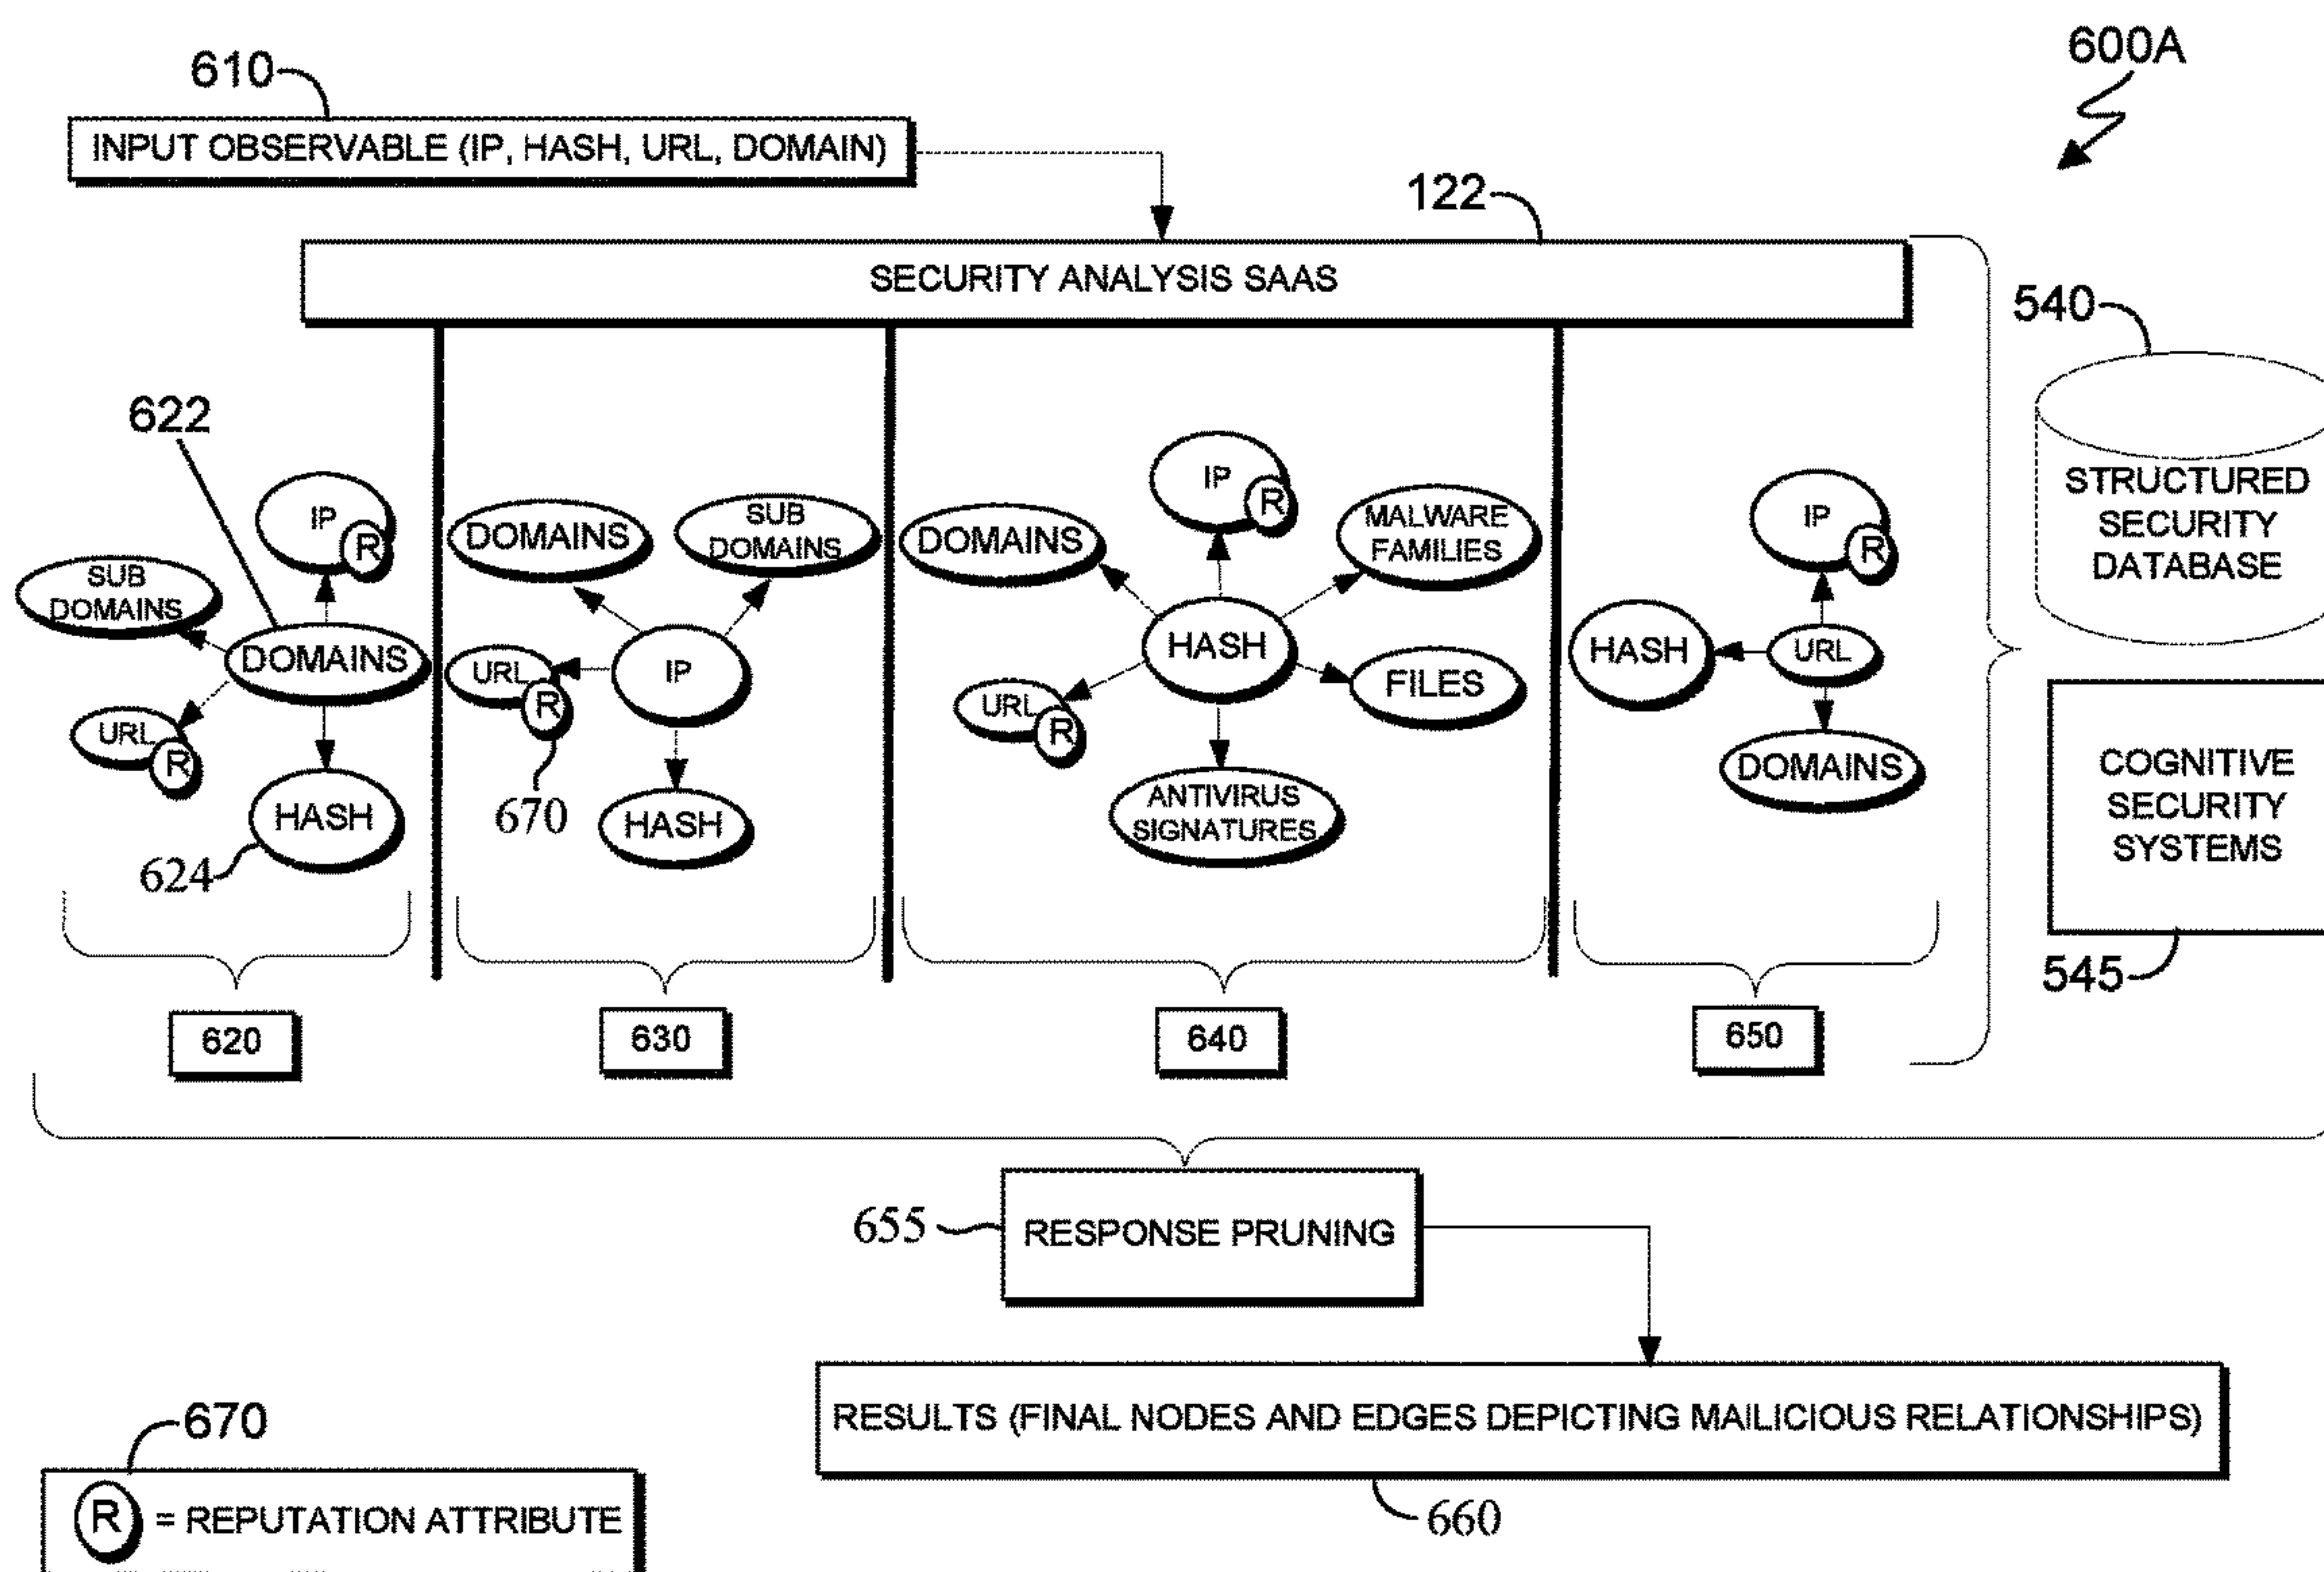 600A
610
INPUT OBSERVABLE (IP, HASH, URL, DOMAIN)
122
SECURITY ANALYSIS SAAS
540
STRUCTURED
SECURITY
DATABASE
COGNITIVE
SECURITY
SYSTEMS
545
622
IP
R
SUB
DOMAINS
DOMAINS
URL
R
HASH
624
620
DOMAINS
SUB
DOMAINS
URL
R
IP
670
HASH
630
DOMAINS
IP
R
MALWARE
FAMILIES
HASH
URL
R
FILES
ANTIVIRUS
SIGNATURES
640
IP
R
HASH
URL
DOMAINS
650
655
RESPONSE PRUNING
RESULTS (FINAL NODES AND EDGES DEPICTING MAILICIOUS RELATIONSHIPS)
660
670
R = REPUTATION ATTRIBUTE